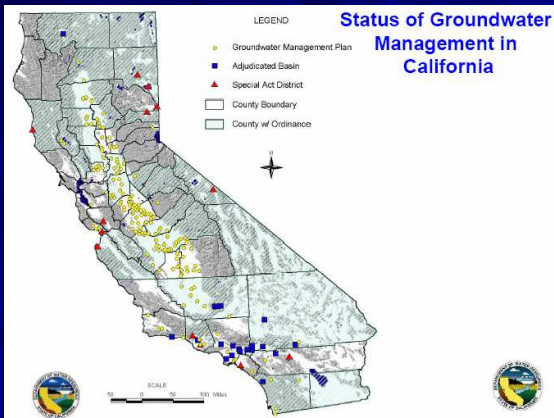 LEGEND
Groundwater Management Plan
Adjudicated Basin
Special Act District
County Boundary
County w/ Ordinance
Status of Groundwater
Management in
California
N
SCALE
50 0 50 100 Miles